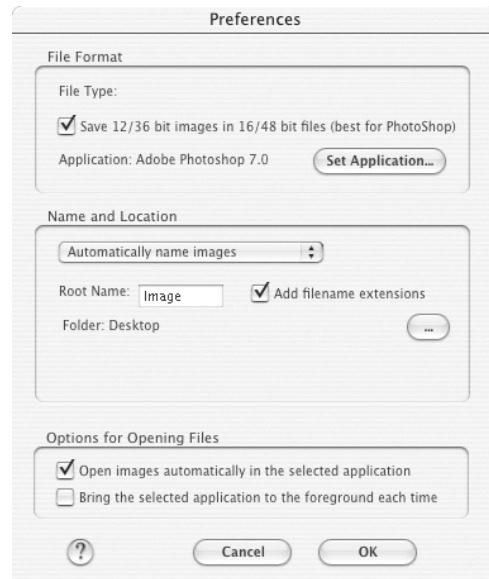 Preferences
File Format
File Type:
Save 12/36 bit images in 16/48 bit files (best for PhotoShop)
Application: Adobe Photoshop 7.0
Set Application...
Name and Location
Automatically name images
Root Name: Image
Add filename extensions
Folder: Desktop
...
Options for Opening Files
Open images automatically in the selected application
Bring the selected application to the foreground each time
?
Cancel
OK